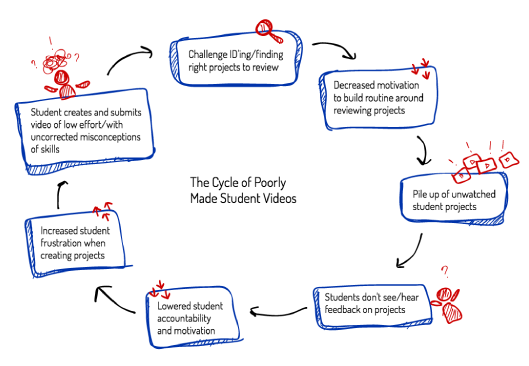 Challenge ID'ing/finding
right projects to review
Decreased motivation
to build routine around
reviewing projects
Pile up of unwatched
student projects
Students don't see/hear
feedback on projects
Lowered student
accountability
and motivation
Increased student
frustration when
creating projects
Student creates and submits
video of low effort/with
uncorrected misconceptions
of skills
? ?
!
! ! ! !
?
The Cycle of Poorly
Made Student Videos